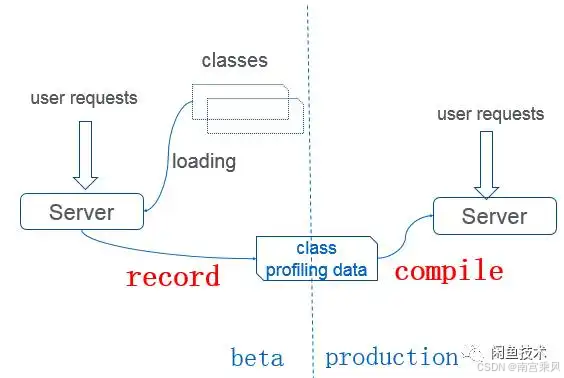 classes
user requests
user requests
loading
Server
Server
class
profiling data
record
compile
beta
production
闲鱼技术
CSDN @南宫乘风